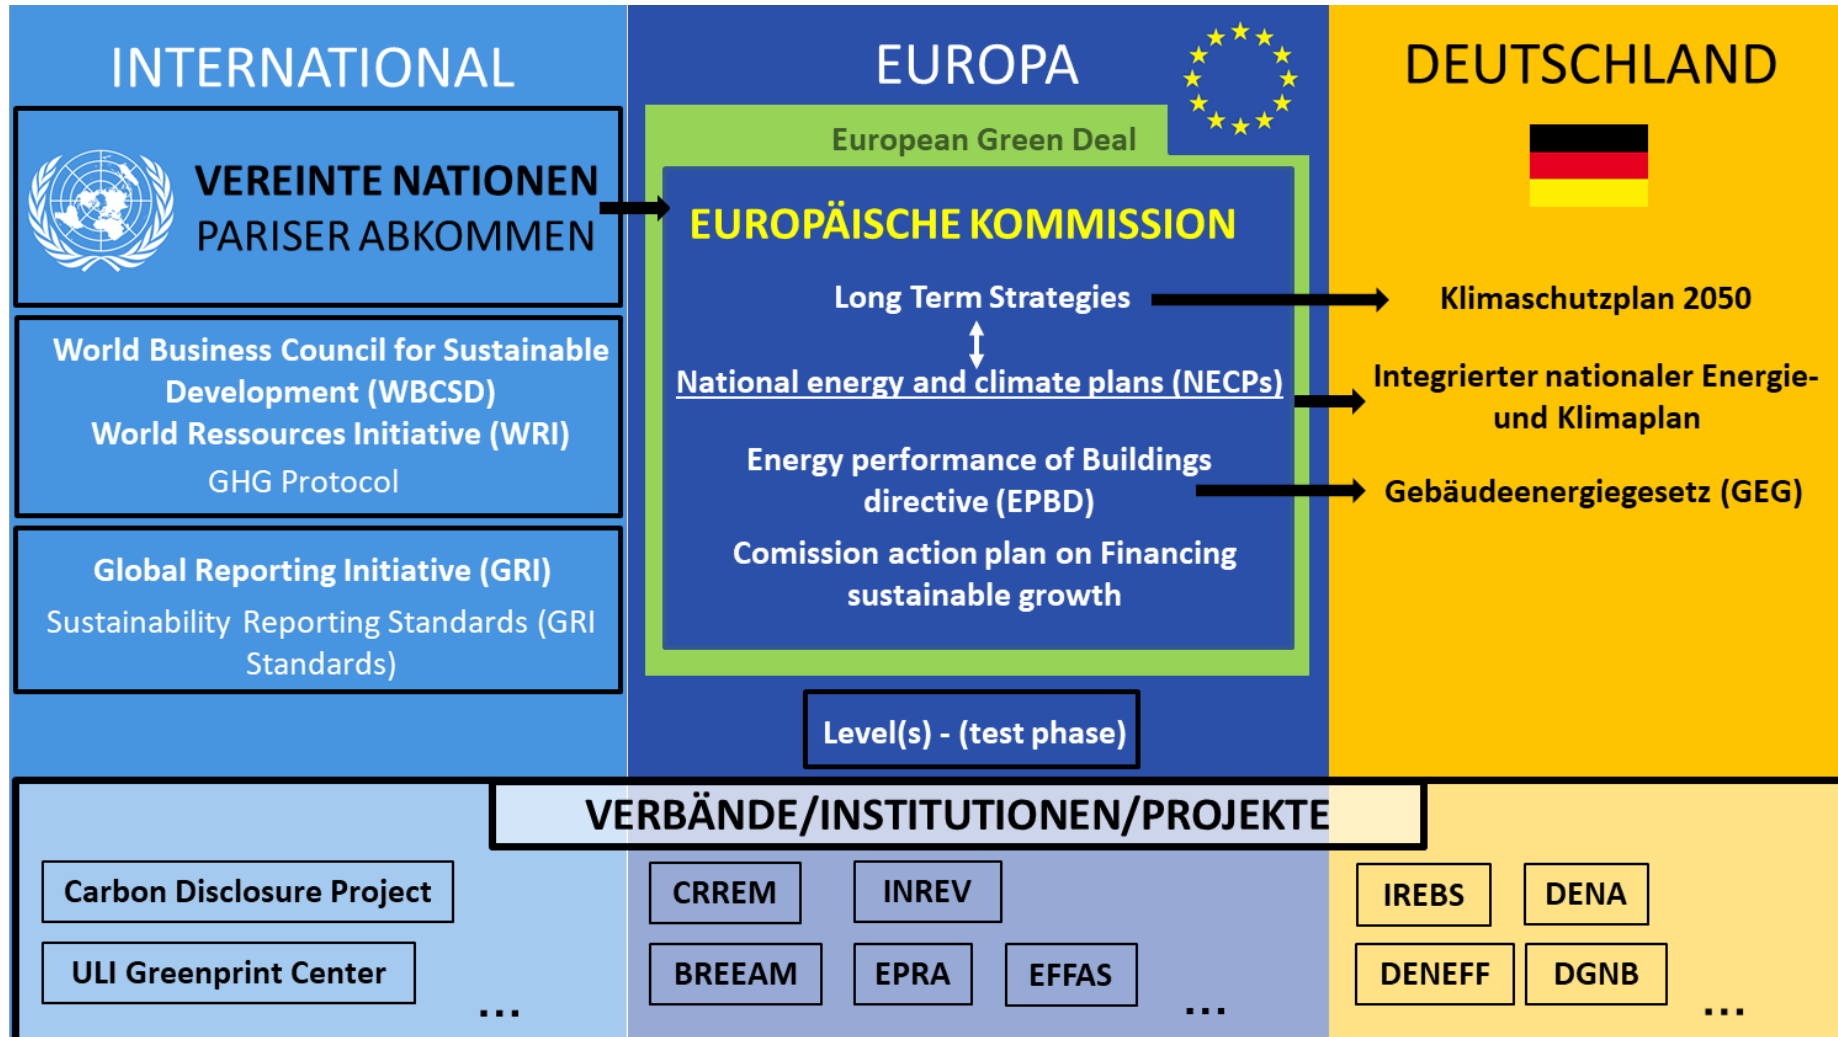 INTERNATIONAL
VEREINTE NATIONEN
PARISER ABKOMMEN
World Business Council for Sustainable
Development (WBCSD)
World Ressources Initiative (WRI)
GHG Protocol
Global Reporting Initiative (GRI)
Sustainability Reporting Standards (GRI
Standards)
EUROPA
European Green Deal
EUROPÄISCHE KOMMISSION
Long Term Strategies
National energy and climate plans (NECPs)
Energy performance of Buildings
directive (EPBD)
Comission action plan on Financing
sustainable growth
Level(s) - (test phase)
DEUTSCHLAND
Klimaschutzplan 2050
Integrierter nationaler Energie-
und Klimaplan
Gebäudeenergiegesetz (GEG)
VERBÄNDE/INSTITUTIONEN/PROJEKTE
Carbon Disclosure Project
ULI Greenprint Center
...
CRREM
INREV
BREEAM
EPRA
EFFAS
...
IREBS
DENA
DENEFF
DGNB
...